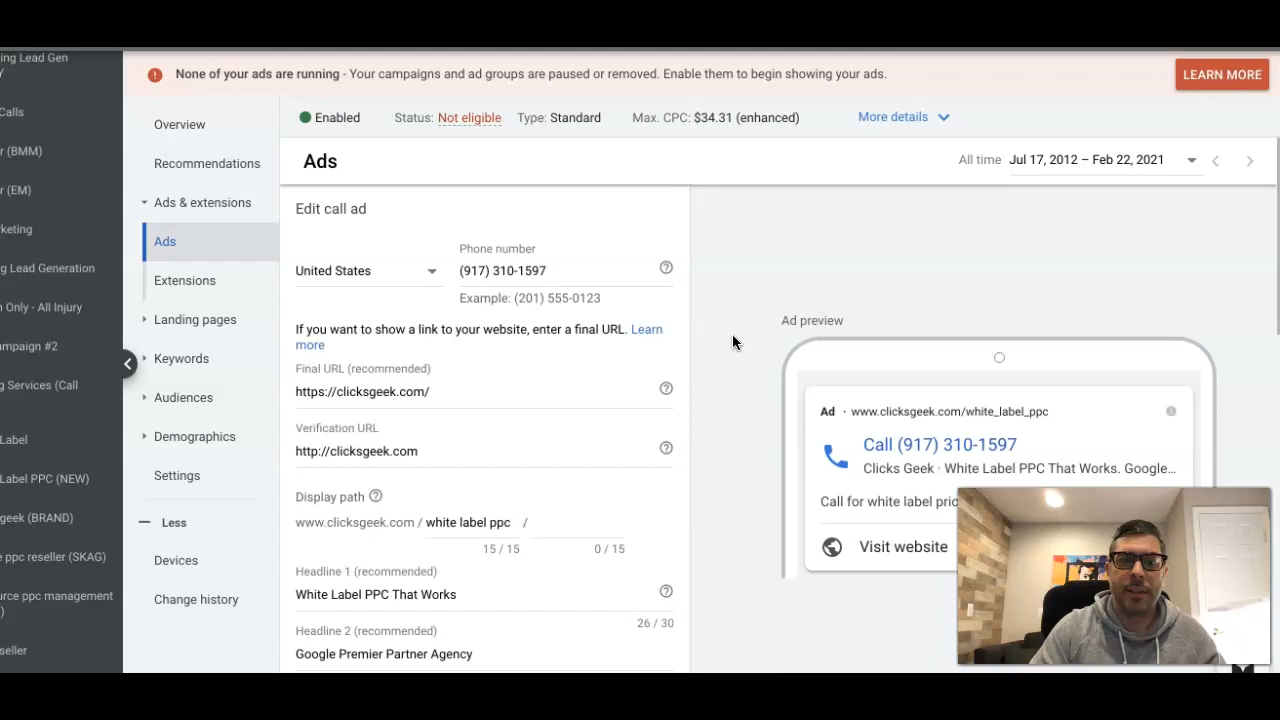 ing Lead Gen
Y
Calls
r (BMM)
r (EM)
keting
g Lead Generation
n Only - All Injury
mpaign #2
g Services (Call
Label
Label PPC (NEW)
geek (BRAND)
e ppc reseller (SKAG)
urce ppc management
)
seller
None of your ads are running - Your campaigns and ad groups are paused or removed. Enable them to begin showing your ads.
LEARN MORE
Overview
Recommendations
Ads & extensions
Ads
Extensions
Landing pages
Keywords
Audiences
Demographics
Settings
Less
Devices
Change history
Enabled Status: Not eligible Type: Standard Max. CPC: $34.31 (enhanced) More details
Ads
All time Jul 17, 2012 – Feb 22, 2021
Edit call ad
United States
Phone number
(917) 310-1597
Example: (201) 555-0123
If you want to show a link to your website, enter a final URL. Learn
more
Final URL (recommended)
https://clicksgeek.com/
Verification URL
http://clicksgeek.com
Display path
www.clicksgeek.com / white label ppc /
15 / 15 0 / 15
Headline 1 (recommended)
White Label PPC That Works
26 / 30
Headline 2 (recommended)
Google Premier Partner Agency
Ad preview
Ad · www.clicksgeek.com/white_label_ppc
Call (917) 310-1597
Clicks Geek · White Label PPC That Works. Google...
Call for white label pric
Visit website